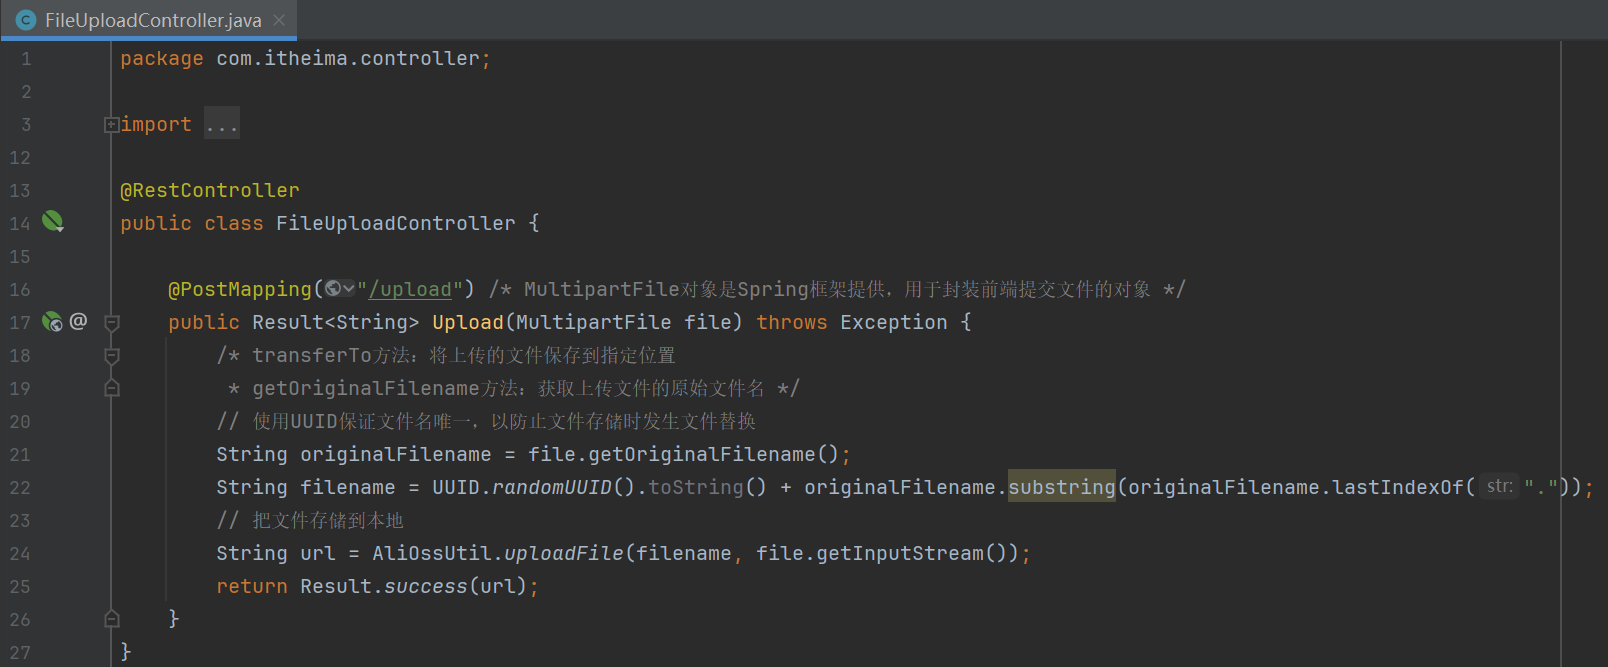 FileUploadController.java
1 package com.itheima.controller;
2
3 import ...
12
13 @RestController
14 public class FileUploadController {
15
16 @PostMapping("/upload") /* MultipartFile对象是Spring框架提供，用于封装前端提交文件的对象 */
17 @ public Result<String> Upload(MultipartFile file) throws Exception {
18 /* transferTo方法：将上传的文件保存到指定位置
19 * getOriginalFilename方法：获取上传文件的原始文件名 */
20 // 使用UUID保证文件名唯一，以防止文件存储时发生文件替换
21 String originalFilename = file.getOriginalFilename();
22 String filename = UUID.randomUUID().toString() + originalFilename.substring(originalFilename.lastIndexOf( str: "."));
23 // 把文件存储到本地
24 String url = AliOssUtil.uploadFile(filename, file.getInputStream());
25 return Result.success(url);
26 }
27 }